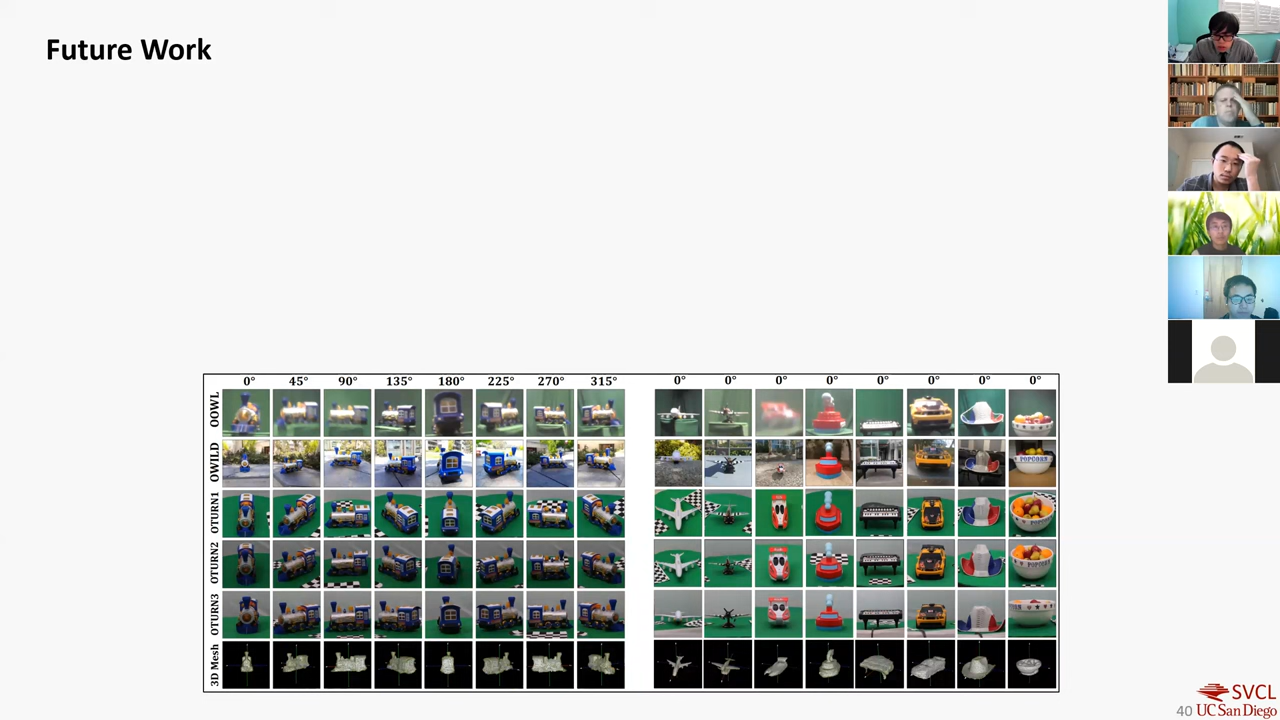 Future Work
0° 45° 90° 135° 180° 225° 270° 315° 0° 0° 0° 0° 0° 0° 0° 0°
OOWL
OWILD
POPCORN
OTURN1
OTURN2
OTURN3
3D Mesh
SVCL
40 UC San Diego